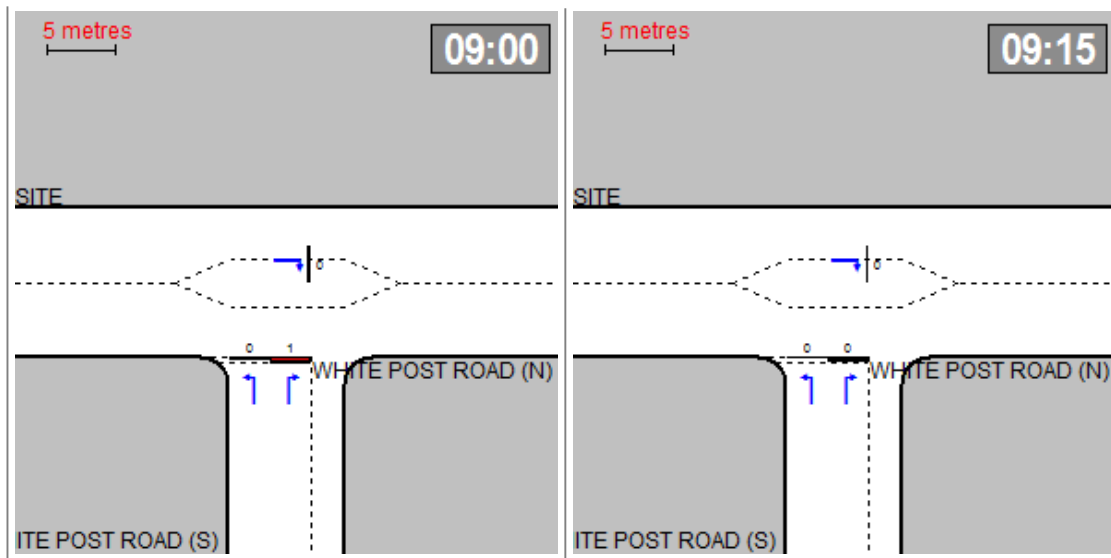 5 metres
09:00
SITE
0
0 1
WHITE POST ROAD (N)
ITE POST ROAD (S)
5 metres
09:15
SITE
0
0 0
WHITE POST ROAD (N)
ITE POST ROAD (S)